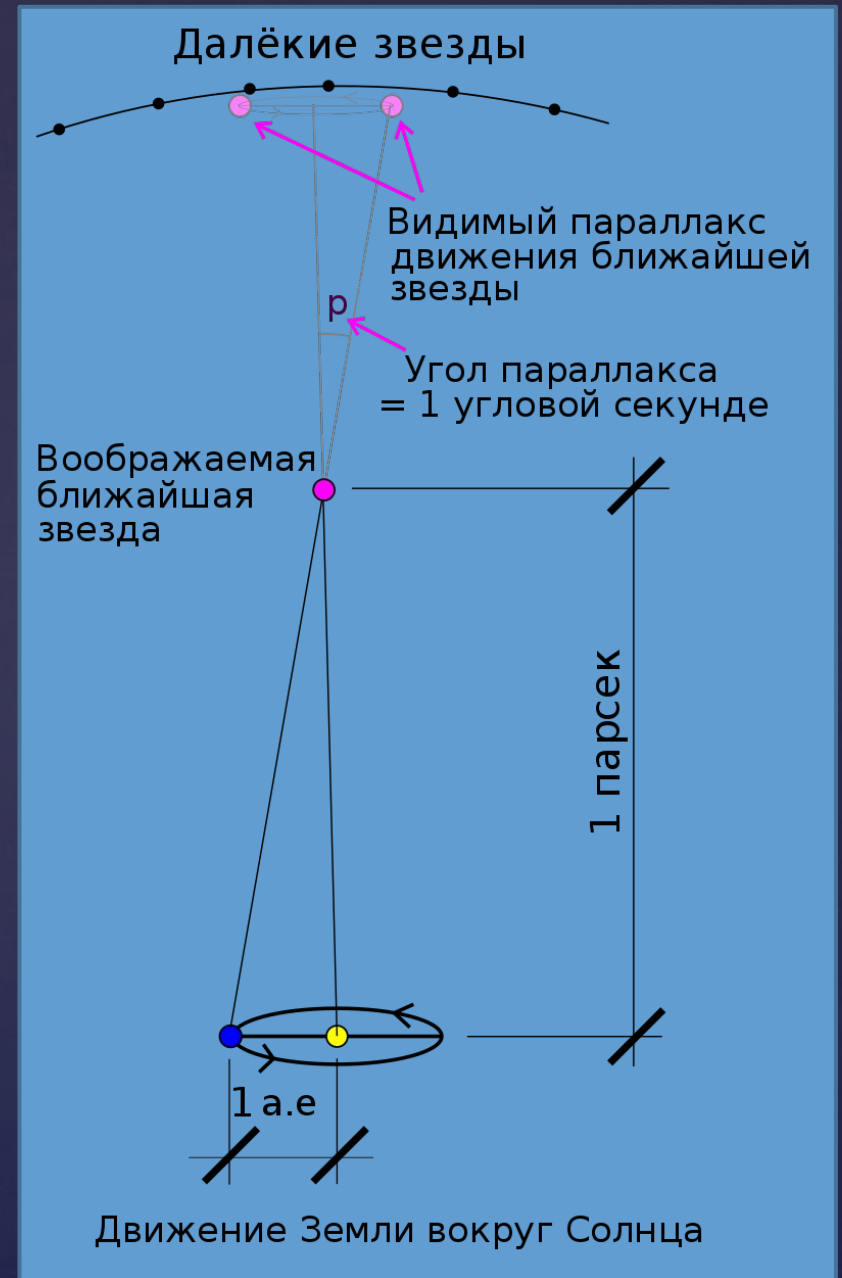 Далёкие звезды
Видимый параллакс
движения ближайшей
звезды
p
Угол параллакса
= 1 угловой секунде
Воображаемая
ближайшая
звезда
1 парсек
1 а.е
Движение Земли вокруг Солнца